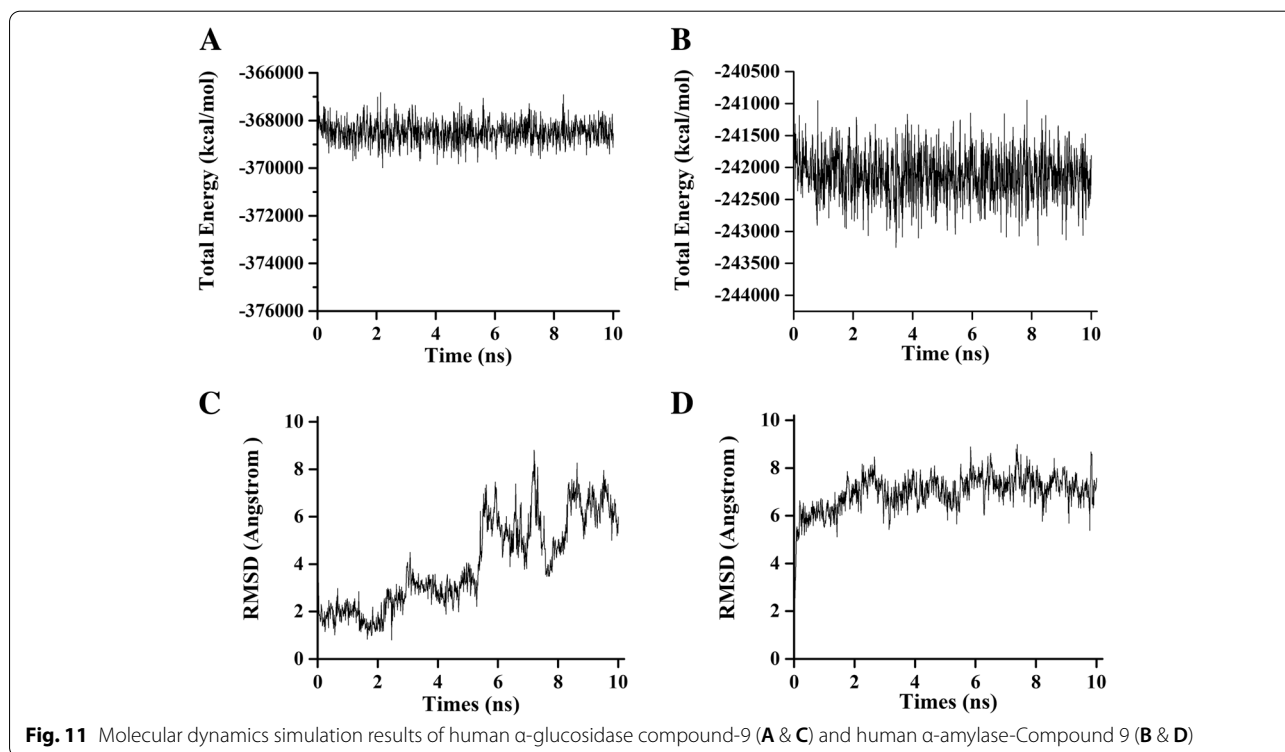 A
B
-366000
-368000
-370000
-372000
-374000
-376000
Total Energy (kcal/mol)
0 2 4 6 8 10
Time (ns)
-240500
-241000
-241500
-242000
-242500
-243000
-243500
-244000
Total Energy (kcal/mol)
0 2 4 6 8 10
Time (ns)
C
D
10
8
6
4
2
0
RMSD (Angstrom )
0 2 4 6 8 10
Times (ns)
10
8
6
4
2
0
RMSD (Angstrom )
0 2 4 6 8 10
Times (ns)
Fig. 11 Molecular dynamics simulation results of human α-glucosidase compound-9 (A & C) and human α-amylase-Compound 9 (B & D)